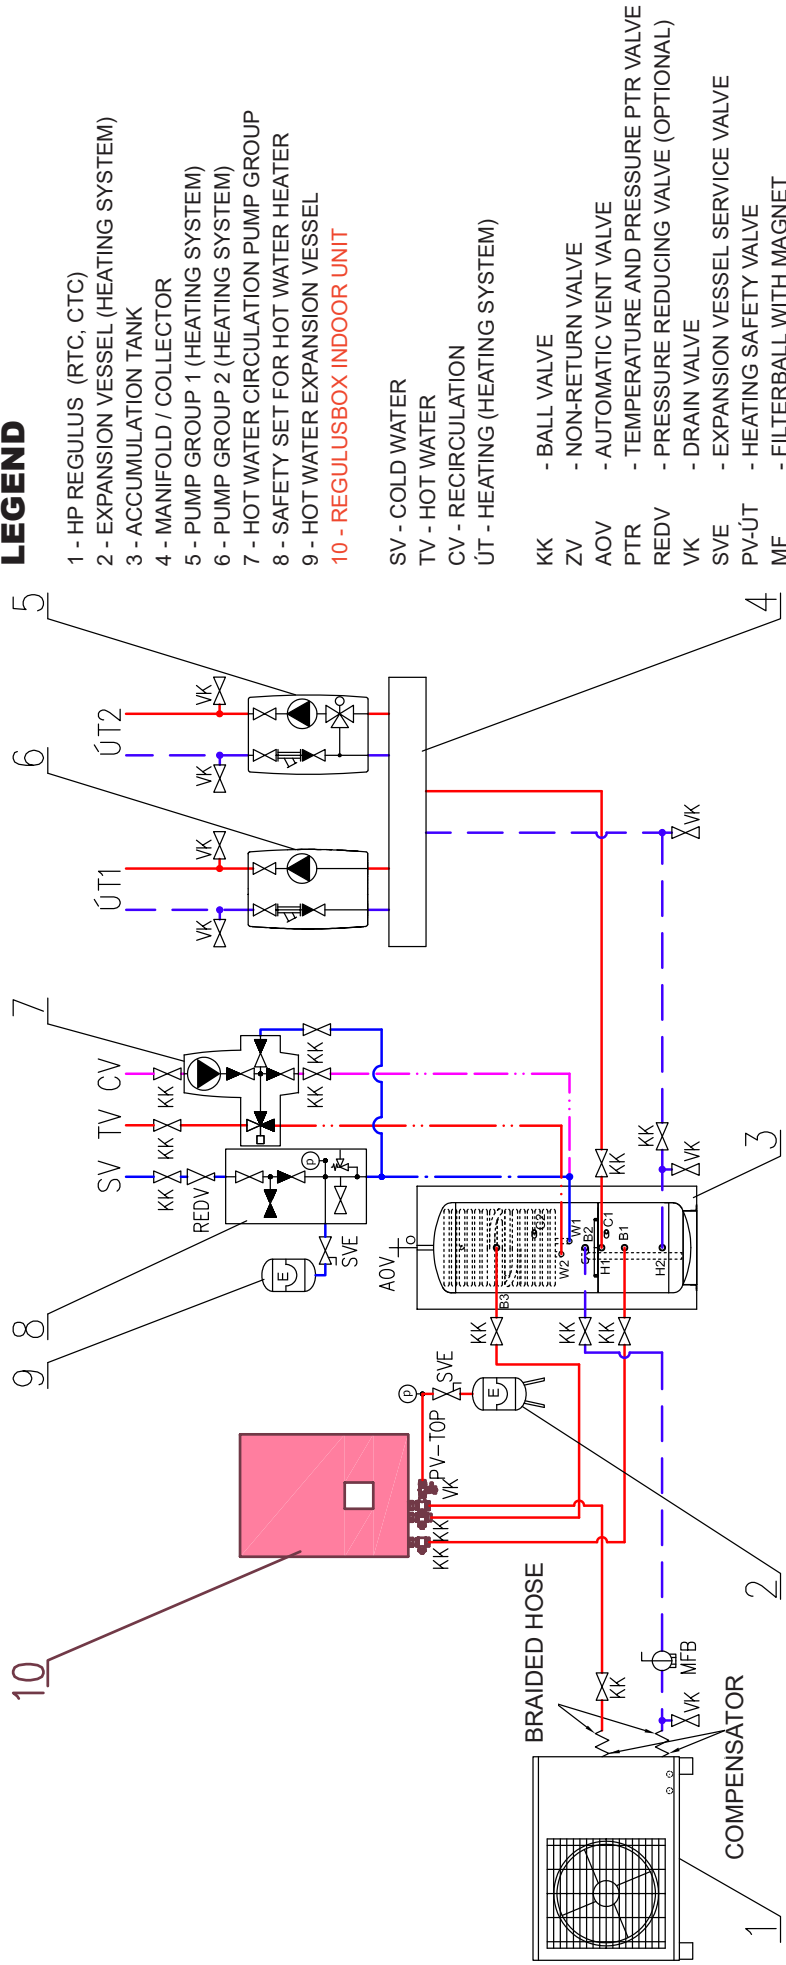 LEGEND
1 - HP REGULUS (RTC, CTC)
2 - EXPANSION VESSEL (HEATING SYSTEM)
3 - ACCUMULATION TANK
4 - MANIFOLD / COLLECTOR
5 - PUMP GROUP 1 (HEATING SYSTEM)
6 - PUMP GROUP 2 (HEATING SYSTEM)
7 - HOT WATER CIRCULATION PUMP GROUP
8 - SAFETY SET FOR HOT WATER HEATER
9 - HOT WATER EXPANSION VESSEL
10 - REGULUSBOX INDOOR UNIT
SV - COLD WATER
TV - HOT WATER
CV - RECIRCULATION
ÚT - HEATING (HEATING SYSTEM)
KK - BALL VALVE
ZV - NON-RETURN VALVE
AOV - AUTOMATIC VENT VALVE
PTR - TEMPERATURE AND PRESSURE PTR VALVE
REDV - PRESSURE REDUCING VALVE (OPTIONAL)
VK - DRAIN VALVE
SVE - EXPANSION VESSEL SERVICE VALVE
PV-ÚT - HEATING SAFETY VALVE
MF - FILTERBALL WITH MAGNET
10
9
8
7
6
5
SV
TV
CV
ÚT1
ÚT2
KK
KK
KK
VK
VK
VK
VK
REDV
p
E
SVE
KK
KK
AOV
p
SVE
E
PV-TOP
VK
KK
KK
KK
KK
KK
B3
G2
W2
W1
B2
H1
C1
B1
H2
KK
KK
VK
VK
BRAIDED HOSE
KK
MFB
VK
COMPENSATOR
1
2
3
4